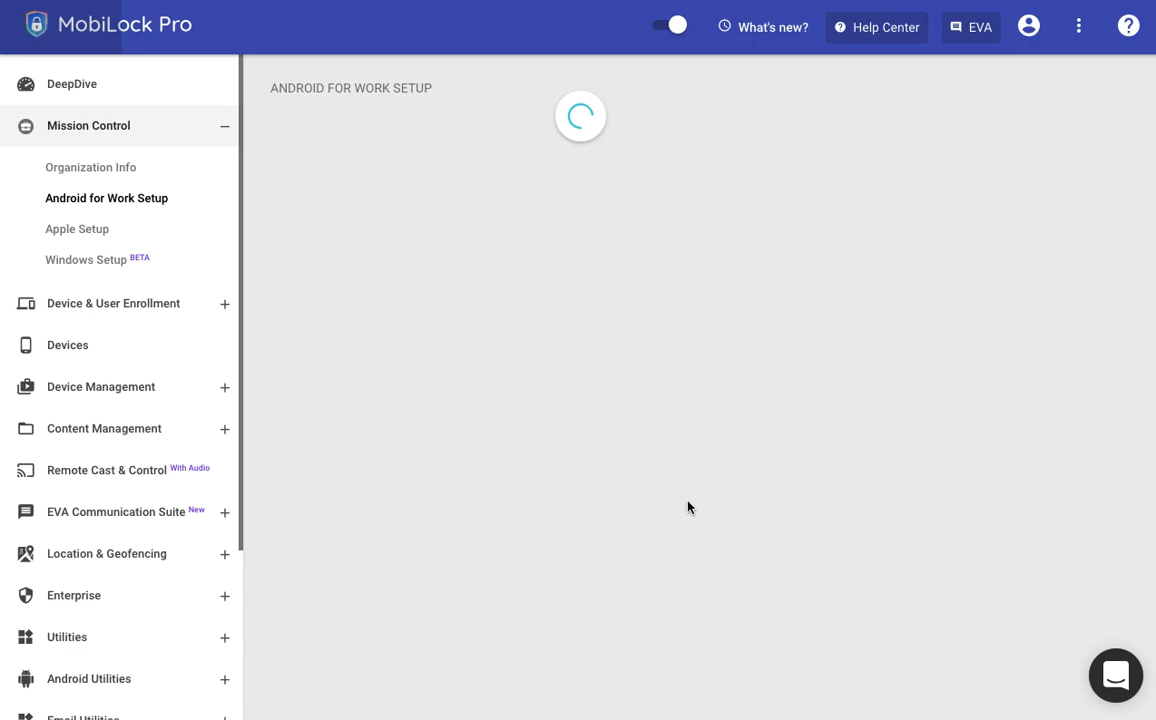 MobiLock Pro
What's new?
Help Center
EVA
DeepDive
Mission Control
Organization Info
Android for Work Setup
Apple Setup
Windows Setup BETA
Device & User Enrollment
Devices
Device Management
Content Management
Remote Cast & Control With Audio
EVA Communication Suite New
Location & Geofencing
Enterprise
Utilities
Android Utilities
Email Utilities
ANDROID FOR WORK SETUP